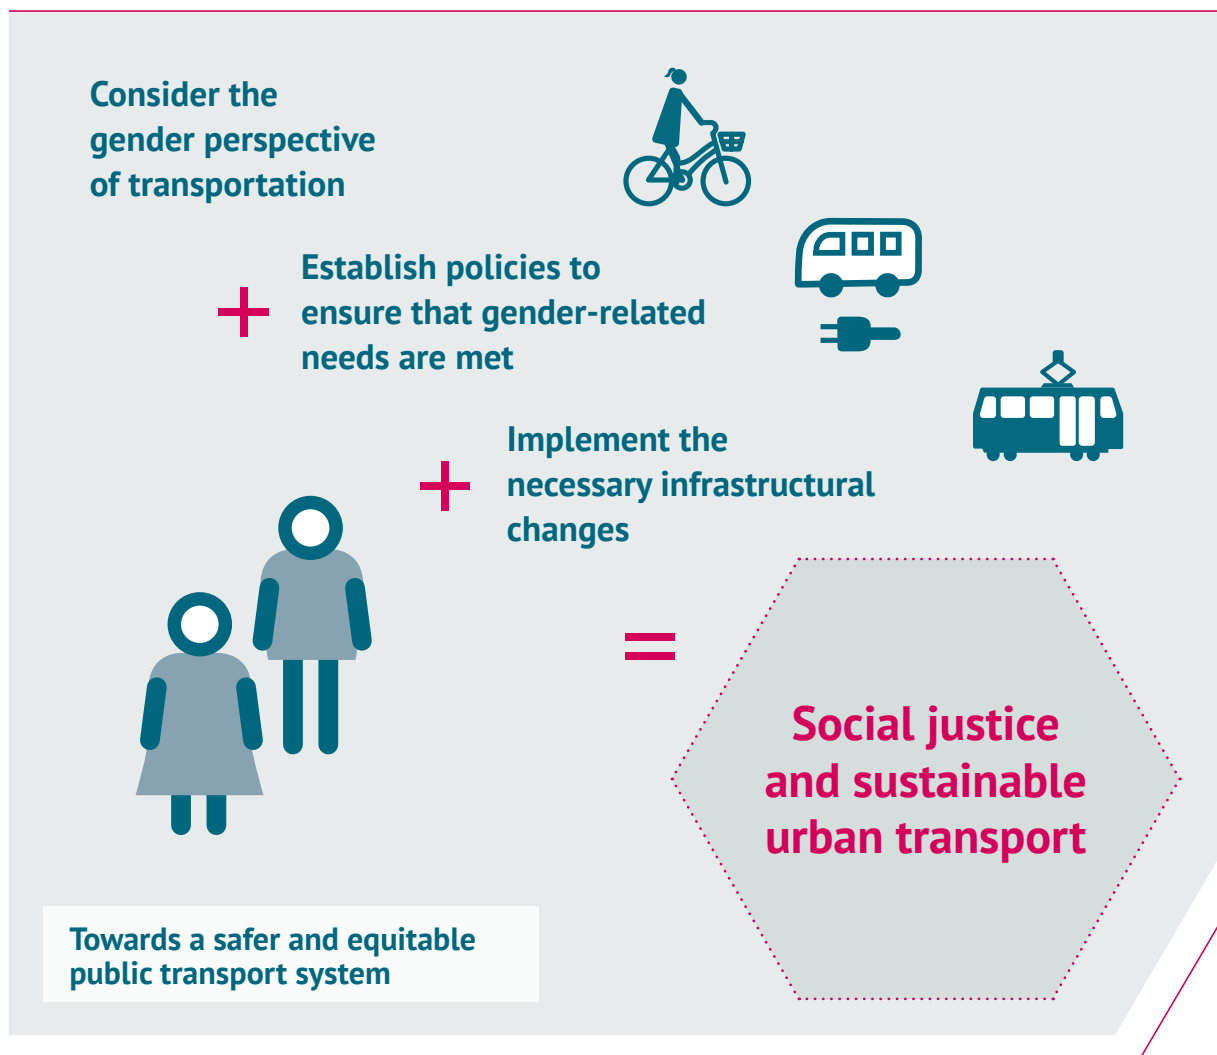 Consider the
gender perspective
of transportation
+
Establish policies to
ensure that gender-related
needs are met
+
Implement the
necessary infrastructural
changes
=
Social justice
and sustainable
urban transport
Towards a safer and equitable
public transport system